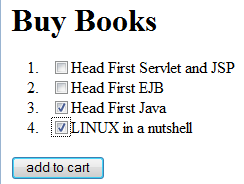 Buy Books
1. Head First Servlet and JSP
2. Head First EJB
3. Head First Java
4. LINUX in a nutshell
add to cart